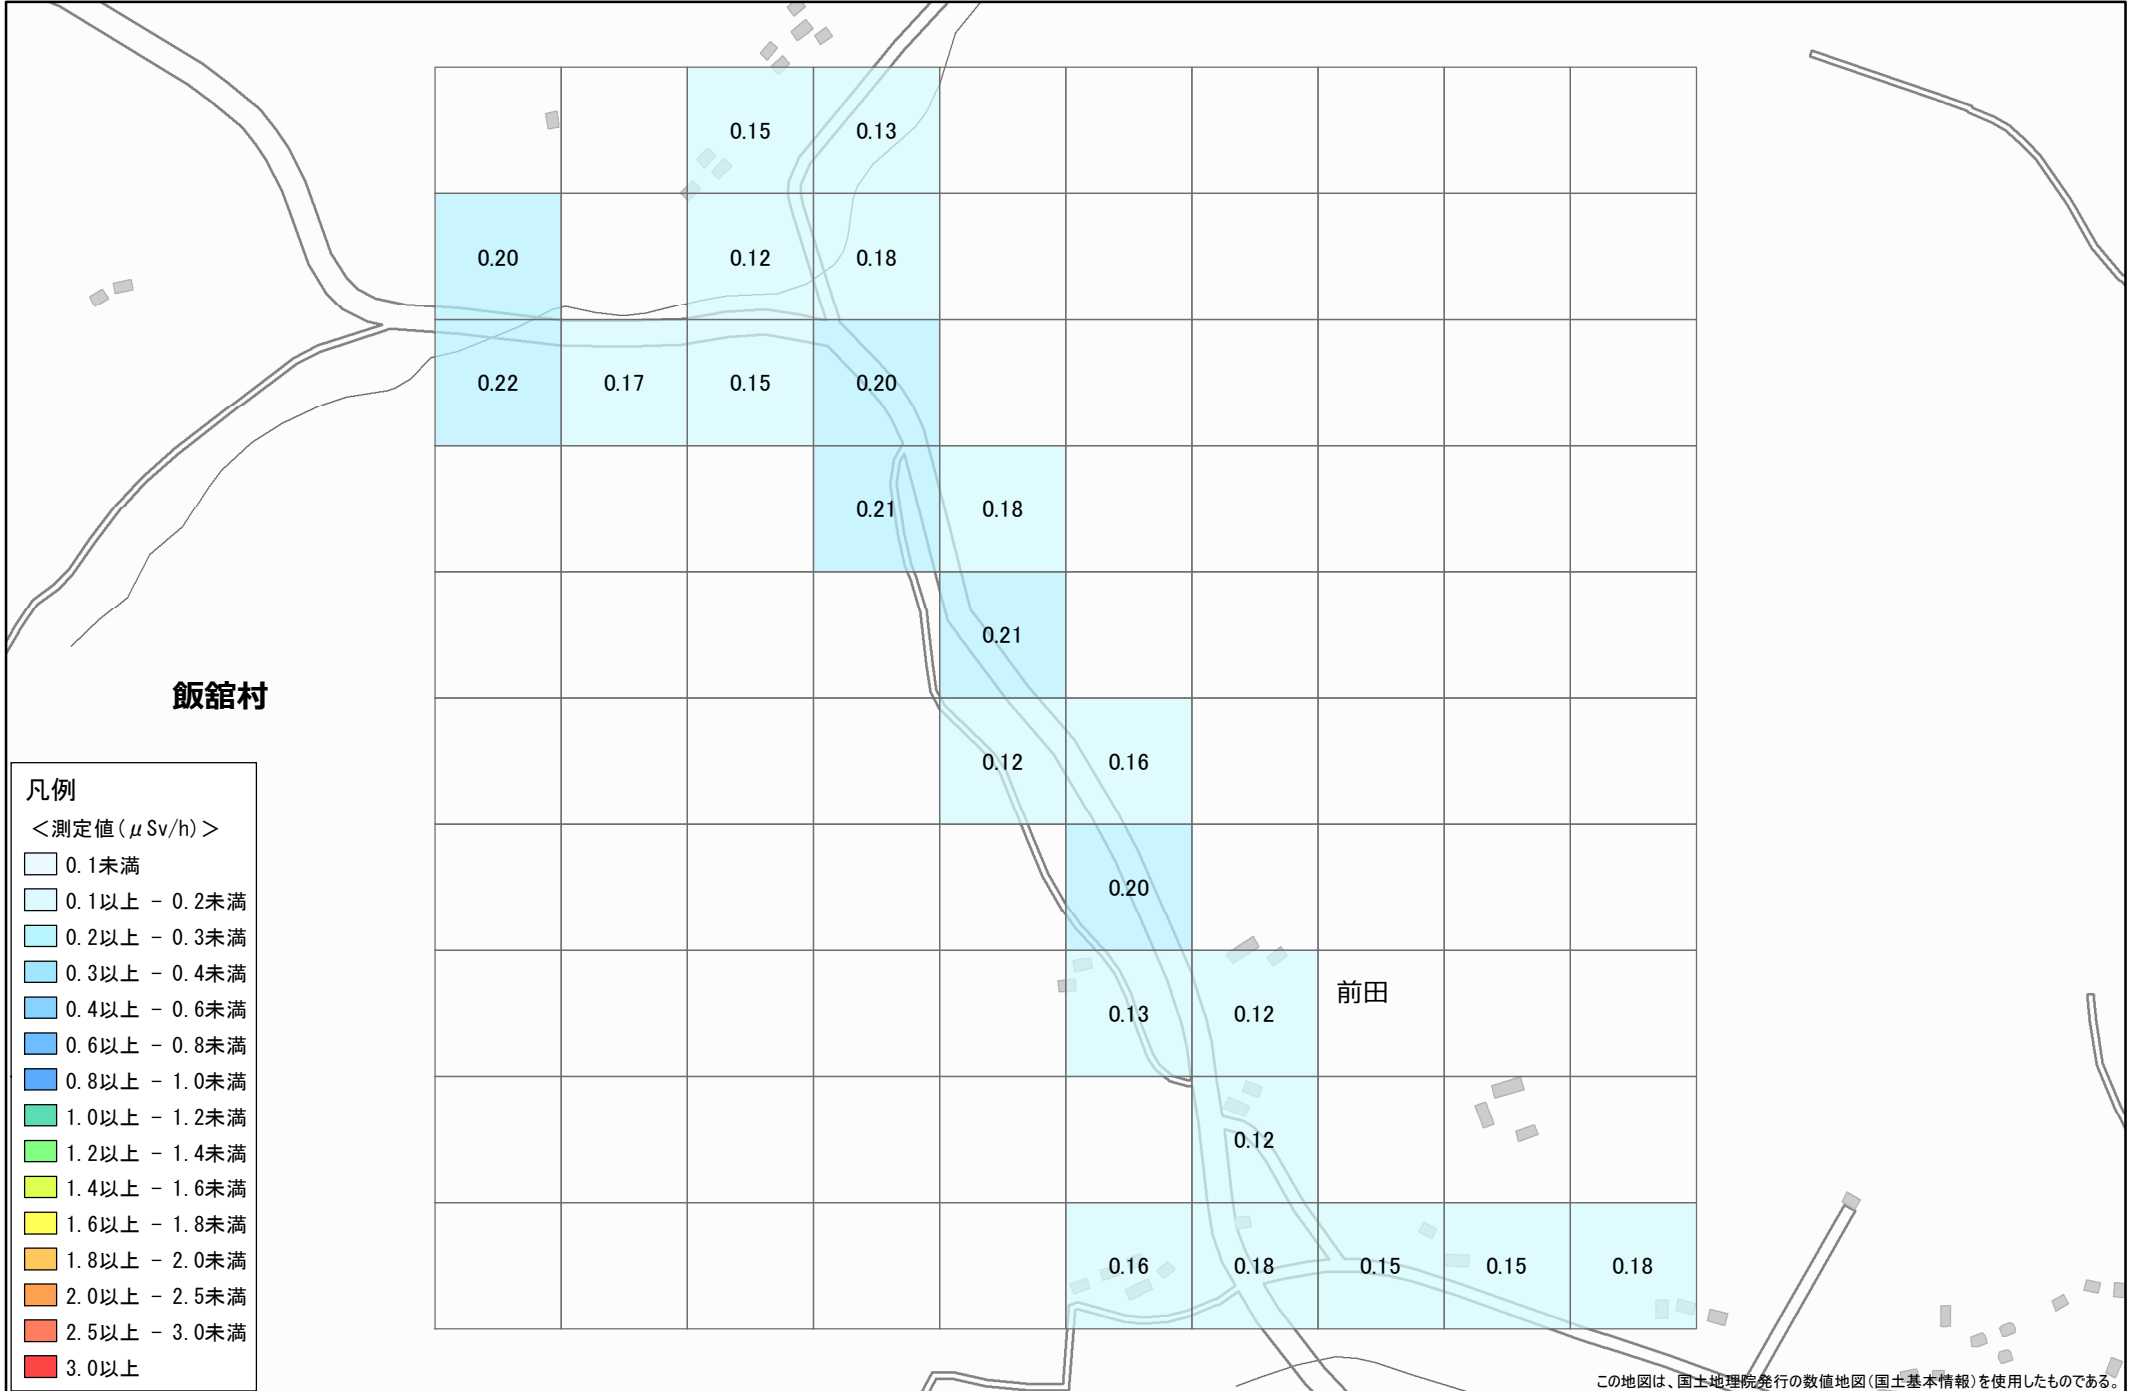 0.15 0.13
0.20 0.12 0.18
0.22 0.17 0.15 0.20
0.21 0.18
0.21
飯舘村
0.12 0.16
0.20
前田
0.13 0.12
0.12
0.16 0.18 0.15 0.15 0.18
凡例
＜測定値(μSv/h)＞
0.1未満
0.1以上 - 0.2未満
0.2以上 - 0.3未満
0.3以上 - 0.4未満
0.4以上 - 0.6未満
0.6以上 - 0.8未満
0.8以上 - 1.0未満
1.0以上 - 1.2未満
1.2以上 - 1.4未満
1.4以上 - 1.6未満
1.6以上 - 1.8未満
1.8以上 - 2.0未満
2.0以上 - 2.5未満
2.5以上 - 3.0未満
3.0以上
この地図は、国土地理院発行の数値地図(国土基本情報)を使用したものである。